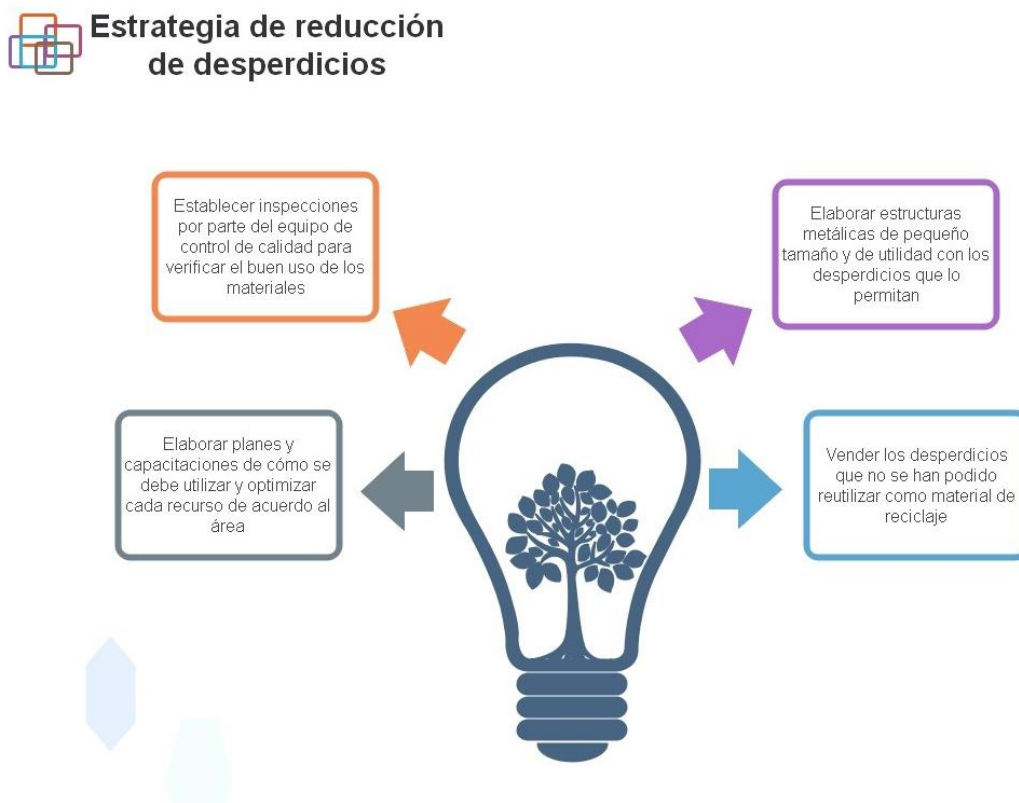 Estrategia de reducción
de desperdicios
Establecer inspecciones
por parte del equipo de
control de calidad para
verificar el buen uso de los
materiales
Elaborar estructuras
metálicas de pequeño
tamaño y de utilidad con los
desperdicios que lo
permitan
Elaborar planes y
capacitaciones de cómo se
debe utilizar y optimizar
cada recurso de acuerdo al
área
Vender los desperdicios
que no se han podido
reutilizar como material de
reciclaje